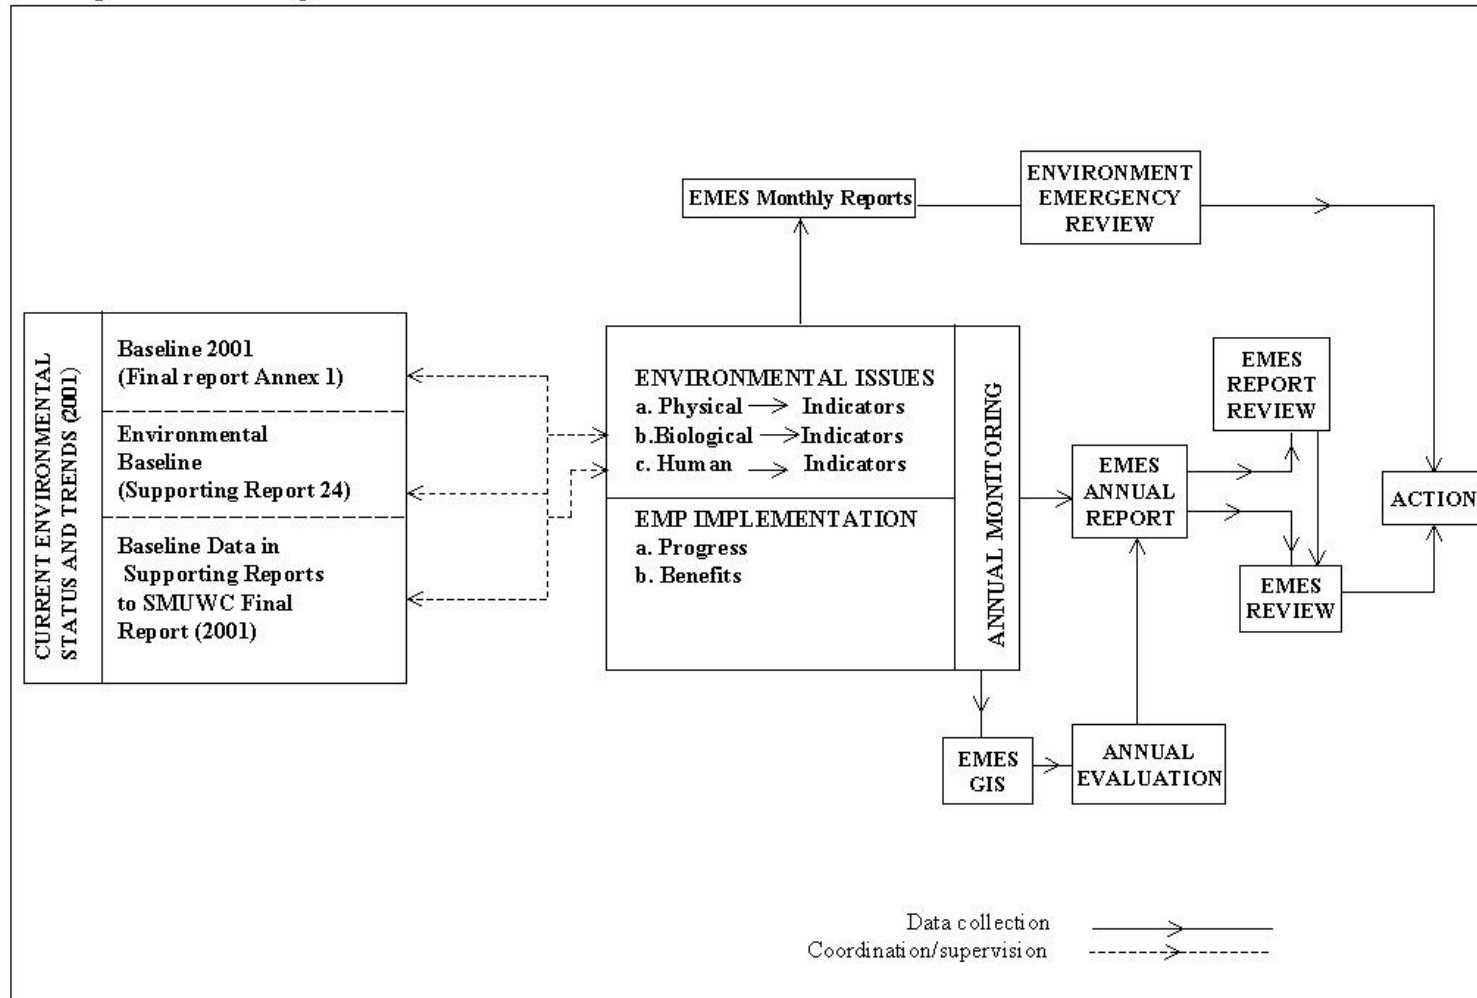 EMES Monthly Reports
ENVIRONMENT
EMERGENCY
REVIEW
CURRENT ENVIRONMENTAL
STATUS AND TRENDS (2001)
Baseline 2001
(Final report Annex 1)
Environmental
Baseline
(Supporting Report 24)
Baseline Data in
Supporting Reports
to SMUWC Final
Report (2001)
ENVIRONMENTAL ISSUES
a. Physical → Indicators
b.Biological → Indicators
c. Human → Indicators
EMP IMPLEMENTATION
a. Progress
b. Benefits
ANNUAL MONITORING
EMES
ANNUAL
REPORT
EMES
REPORT
REVIEW
EMES
REVIEW
ACTION
EMES
GIS
ANNUAL
EVALUATION
Data collection
Coordination/supervision